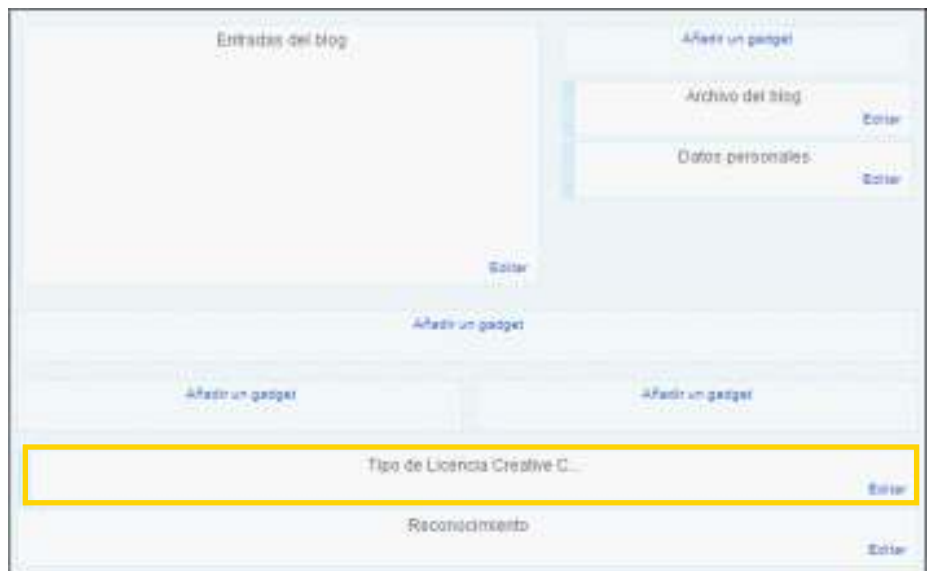 Entradas del blog
Editar
Añadir un gadget
Archivo del blog
Editar
Datos personales
Editar
Añadir un gadget
Añadir un gadget
Añadir un gadget
Tipo de Licencia Creative C...
Editar
Reconocimiento
Editar